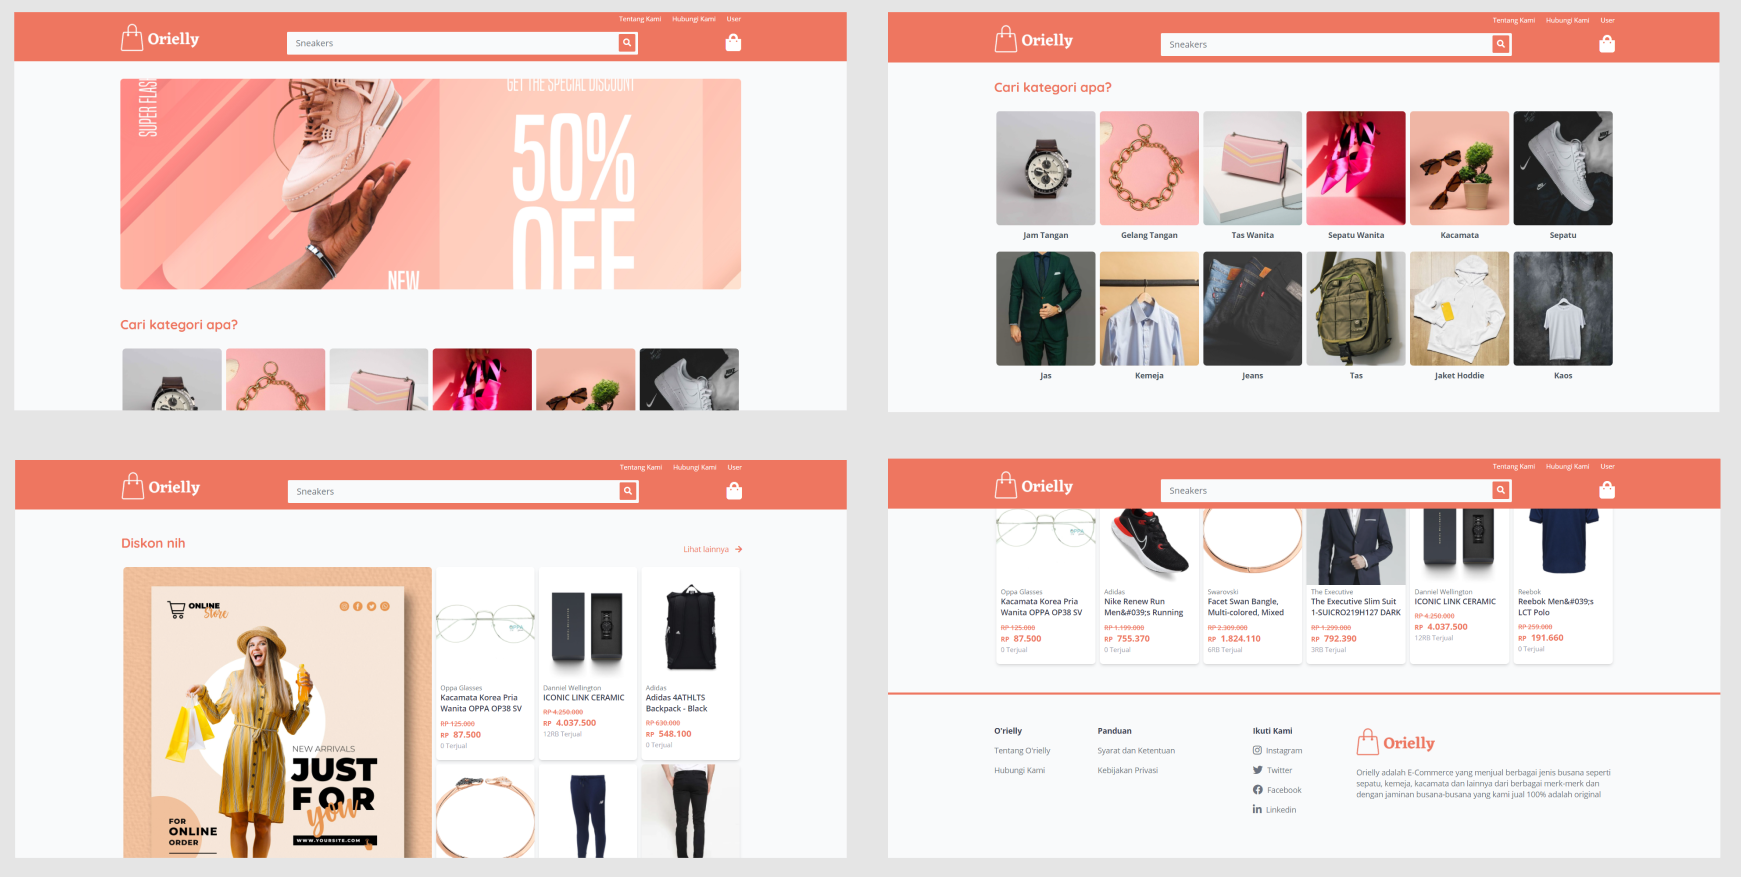 Tentang Kami Hubungi Kami User
Orielly
Sneakers
SUPER FLAS
GET THE SPECIAL DISCOUNT
50%
OFF
NEW
Cari kategori apa?
Tentang Kami Hubungi Kami User
Orielly
Sneakers
Cari kategori apa?
Jam Tangan Gelang Tangan Tas Wanita Sepatu Wanita Kacamata Sepatu
Jas Kemeja Jeans Tas Jaket Hoddie Kaos
Tentang Kami Hubungi Kami User
Orielly
Sneakers
Diskon nih
Lihat lainnya
ONLINE
Store
NEW ARRIVALS
JUST
FOR
you
WWW.YOURSITE.COM
FOR
ONLINE
ORDER
Oppa Glasses
Kacamata Korea Pria
Wanita OPPA OP38 SV
RP 125.000
RP 87.500
0 Terjual
Danniel Wellington
ICONIC LINK CERAMIC
RP 4.250.000
RP 4.037.500
12RB Terjual
Adidas
Adidas 4ATHLTS
Backpack - Black
RP 630.000
RP 548.100
0 Terjual
Tentang Kami Hubungi Kami User
Orielly
Sneakers
Oppa Glasses
Kacamata Korea Pria
Wanita OPPA OP38 SV
RP 125.000
RP 87.500
0 Terjual
Adidas
Nike Renew Run
Men&#039;s Running
RP 1.199.000
RP 755.370
0 Terjual
Swarovski
Facet Swan Bangle,
Multi-colored, Mixed
RP 2.309.000
RP 1.824.110
6RB Terjual
The Executive
The Executive Slim Suit
1-SUICRO219H127 DARK
RP 1.299.000
RP 792.390
3RB Terjual
Danniel Wellington
ICONIC LINK CERAMIC
RP 4.250.000
RP 4.037.500
12RB Terjual
Reebok
Reebok Men&#039;s
LCT Polo
RP 259.000
RP 191.660
0 Terjual
O'rielly
Tentang O'rielly
Hubungi Kami
Panduan
Syarat dan Ketentuan
Kebijakan Privasi
Ikuti Kami
Instagram
Twitter
Facebook
Linkedin
Orielly
Orielly adalah E-Commerce yang menjual berbagai jenis busana seperti
sepatu, kemeja, kacamata dan lainnya dari berbagai merk-merk dan
dengan jaminan busana-busana yang kami jual 100% adalah original